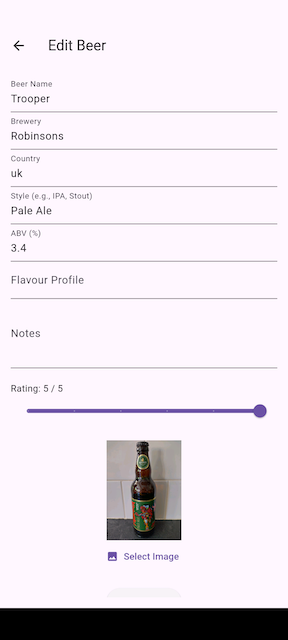 Edit Beer
Beer Name
Trooper
Brewery
Robinsons
Country
uk
Style (e.g., IPA, Stout)
Pale Ale
ABV (%)
3.4
Flavour Profile
Notes
Rating: 5 / 5
Select Image